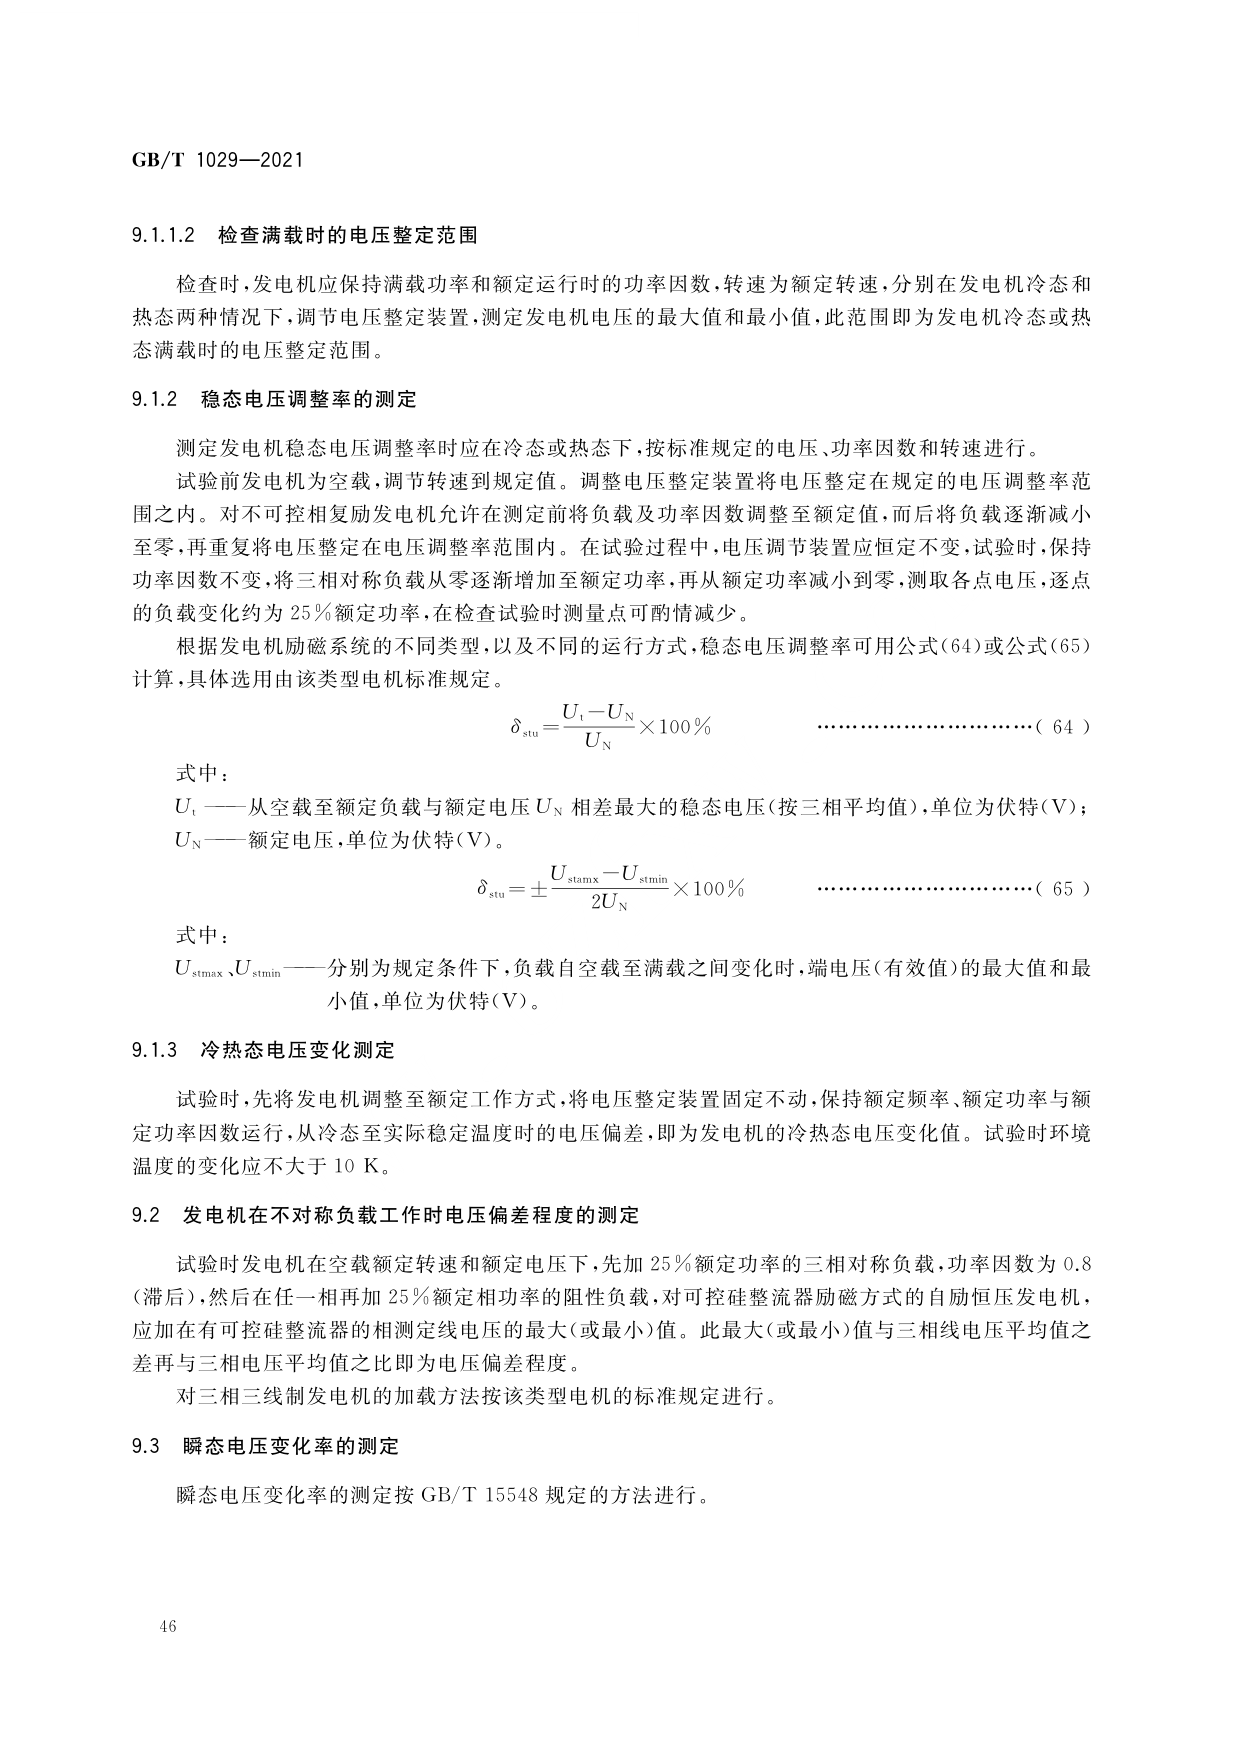 GB/T 1029—2021
9.1.1.2 检查满载时的电压整定范围
检查时,发电机应保持满载功率和额定运行时的功率因数,转速为额定转速,分别在发电机冷态和
热态两种情况下,调节电压整定装置,测定发电机电压的最大值和最小值,此范围即为发电机冷态或热
态满载时的电压整定范围。
9.1.2 稳态电压调整率的测定
测定发电机稳态电压调整率时应在冷态或热态下,按标准规定的电压、功率因数和转速进行。
试验前发电机为空载,调节转速到规定值。调整电压整定装置将电压整定在规定的电压调整率范
围之内。对不可控相复励发电机允许在测定前将负载及功率因数调整至额定值,而后将负载逐渐减小
至零,再重复将电压整定在电压调整率范围内。在试验过程中,电压调节装置应恒定不变,试验时,保持
功率因数不变,将三相对称负载从零逐渐增加至额定功率,再从额定功率减小到零,测取各点电压,逐点
的负载变化约为 25%额定功率,在检查试验时测量点可酌情减少。
根据发电机励磁系统的不同类型,以及不同的运行方式,稳态电压调整率可用公式(64)或公式(65)
计算,具体选用由该类型电机标准规定。
δ_stu = (U_t − U_N)/U_N × 100% …………………………( 64 )
式中:
U_t ——从空载至额定负载与额定电压 U_N 相差最大的稳态电压(按三相平均值),单位为伏特(V);
U_N——额定电压,单位为伏特(V)。
δ_stu = ± (U_stamx − U_stmin)/2U_N × 100% …………………………( 65 )
式中:
U_stmax、U_stmin——分别为规定条件下,负载自空载至满载之间变化时,端电压(有效值)的最大值和最
小值,单位为伏特(V)。
9.1.3 冷热态电压变化测定
试验时,先将发电机调整至额定工作方式,将电压整定装置固定不动,保持额定频率、额定功率与额
定功率因数运行,从冷态至实际稳定温度时的电压偏差,即为发电机的冷热态电压变化值。试验时环境
温度的变化应不大于 10 K。
9.2 发电机在不对称负载工作时电压偏差程度的测定
试验时发电机在空载额定转速和额定电压下,先加 25%额定功率的三相对称负载,功率因数为 0.8
(滞后),然后在任一相再加 25%额定相功率的阻性负载,对可控硅整流器励磁方式的自励恒压发电机,
应加在有可控硅整流器的相测定线电压的最大(或最小)值。此最大(或最小)值与三相线电压平均值之
差再与三相电压平均值之比即为电压偏差程度。
对三相三线制发电机的加载方法按该类型电机的标准规定进行。
9.3 瞬态电压变化率的测定
瞬态电压变化率的测定按 GB/T 15548 规定的方法进行。
46